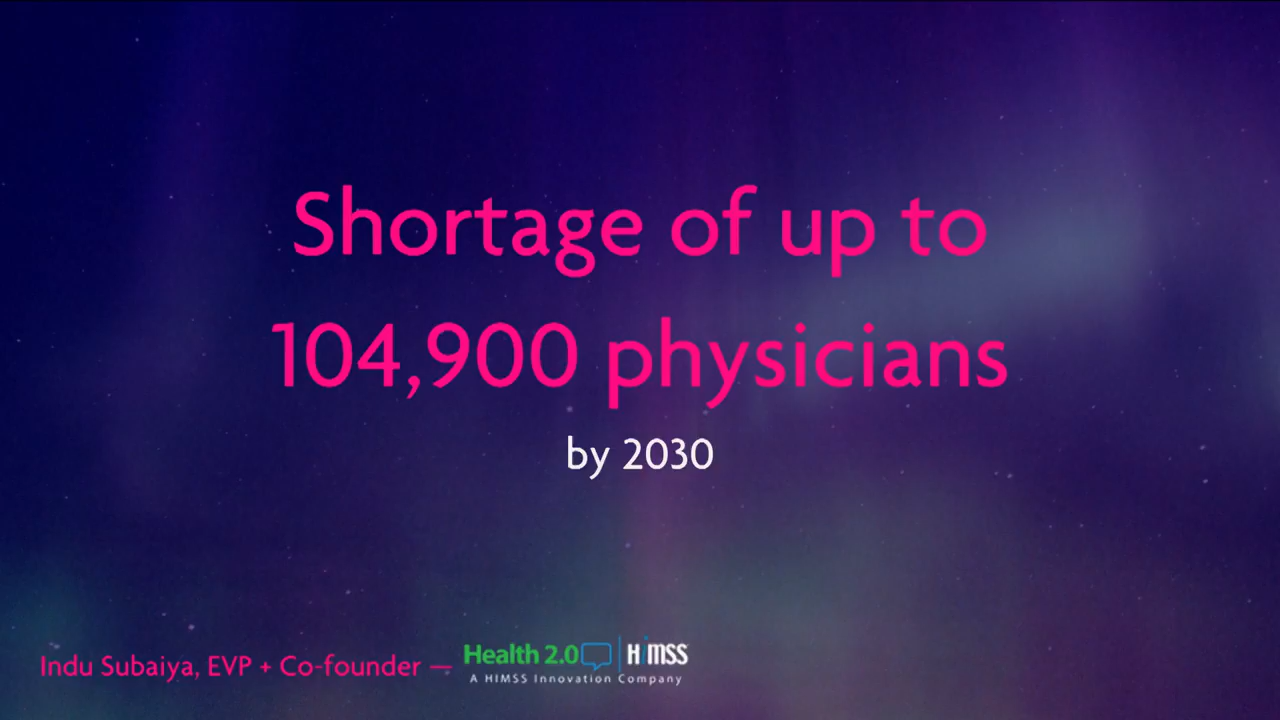 Shortage of up to
104,900 physicians
by 2030
Indu Subaiya, EVP + Co-founder — Health 2.0 HIMSS
A HIMSS Innovation Company